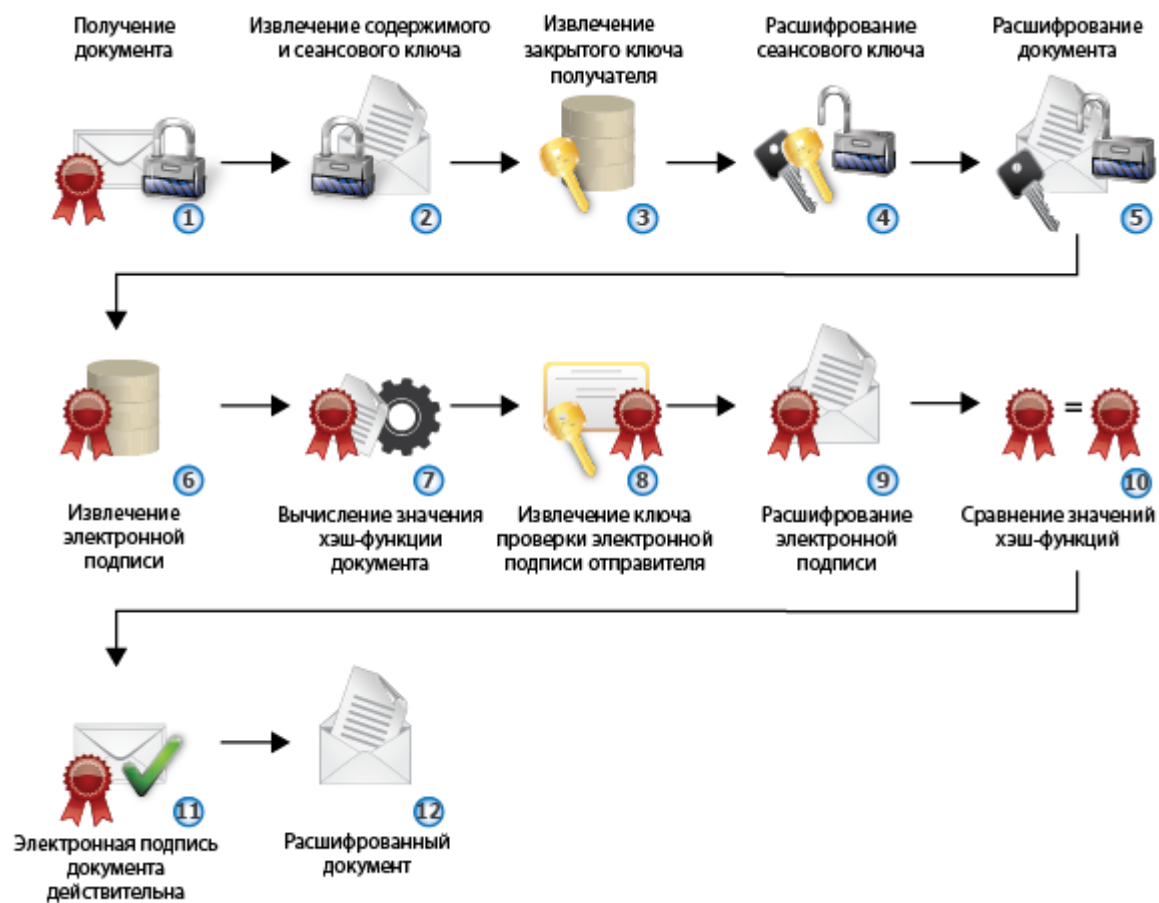 Получение
документа
Извлечение содержимого
и сеансового ключа
Извлечение
закрытого ключа
получателя
Расшифрование
сеансового ключа
Расшифрование
документа
1
2
3
4
5
6
7
8
9
10
Извлечение
электронной
подписи
Вычисление значения
хэш-функции
документа
Извлечение ключа
проверки электронной
подписи отправителя
Расшифрование
электронной
подписи
=
Сравнение значений
хэш-функций
11
12
Электронная подпись
документа
действительна
Расшифрованный
документ